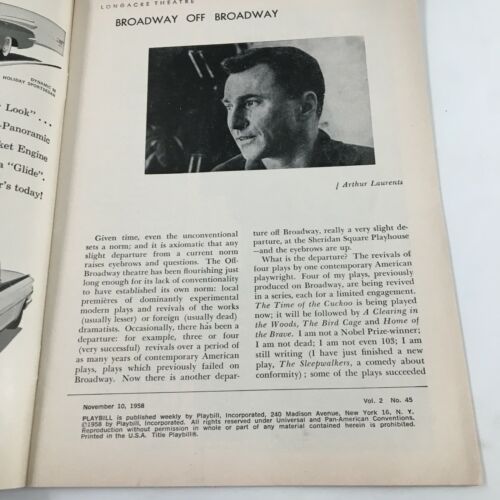 LONGACRE THEATRE
BROADWAY OFF BROADWAY
DYNAMIC 88
HOLIDAY SPORTSEDAN
Look" ...
-Panoramic
ket Engine
a "Glide".
r's today!
Arthur Laurents
Given time, even the unconventional
sets a norm; and it is axiomatic that any
slight departure from a current norm
raises eyebrows and questions. The Off-
Broadway theatre has been flourishing just
long enough for its lack of conventionality
to have established its own norm: local
premières of dominantly experimental
modern plays and revivals of the works
(usually lesser) or foreign (usually dead)
dramatists. Occasionally, there has been a
departure: for example, three or four
(very successful) revivals over a period of
as many years of contemporary American
plays, plays which previously failed on
Broadway. Now there is another depar-
ture off Broadway, really a very slight de-
parture, at the Sheridan Square Playhouse
—and the eyebrows are up.
What is the departure? The revivals of
four plays by one contemporary American
playwright. Four of my plays, previously
produced on Broadway, are being revived
in a series, each for a limited engagement.
The Time of the Cuckoo is being played
now; it will be followed by A Clearing in
the Woods, The Bird Cage and Home of
the Brave. I am not a Nobel Prize-winner;
I am not dead; I am not even 103; I am
still writing (I have just finished a new
play, The Sleepwalkers, a comedy about
conformity); some of the plays succeeded
November 10, 1958
Vol. 2 No. 45
PLAYBILL is published weekly by Playbill, Incorporated, 240 Madison Avenue, New York 16, N. Y.
©1958 by Playbill, Incorporated. All rights reserved under Universal and Pan-American Conventions.
Reproduction without permission in whole or any part of any material contained herein is prohibited.
Printed in the U.S.A. Title Playbill®.